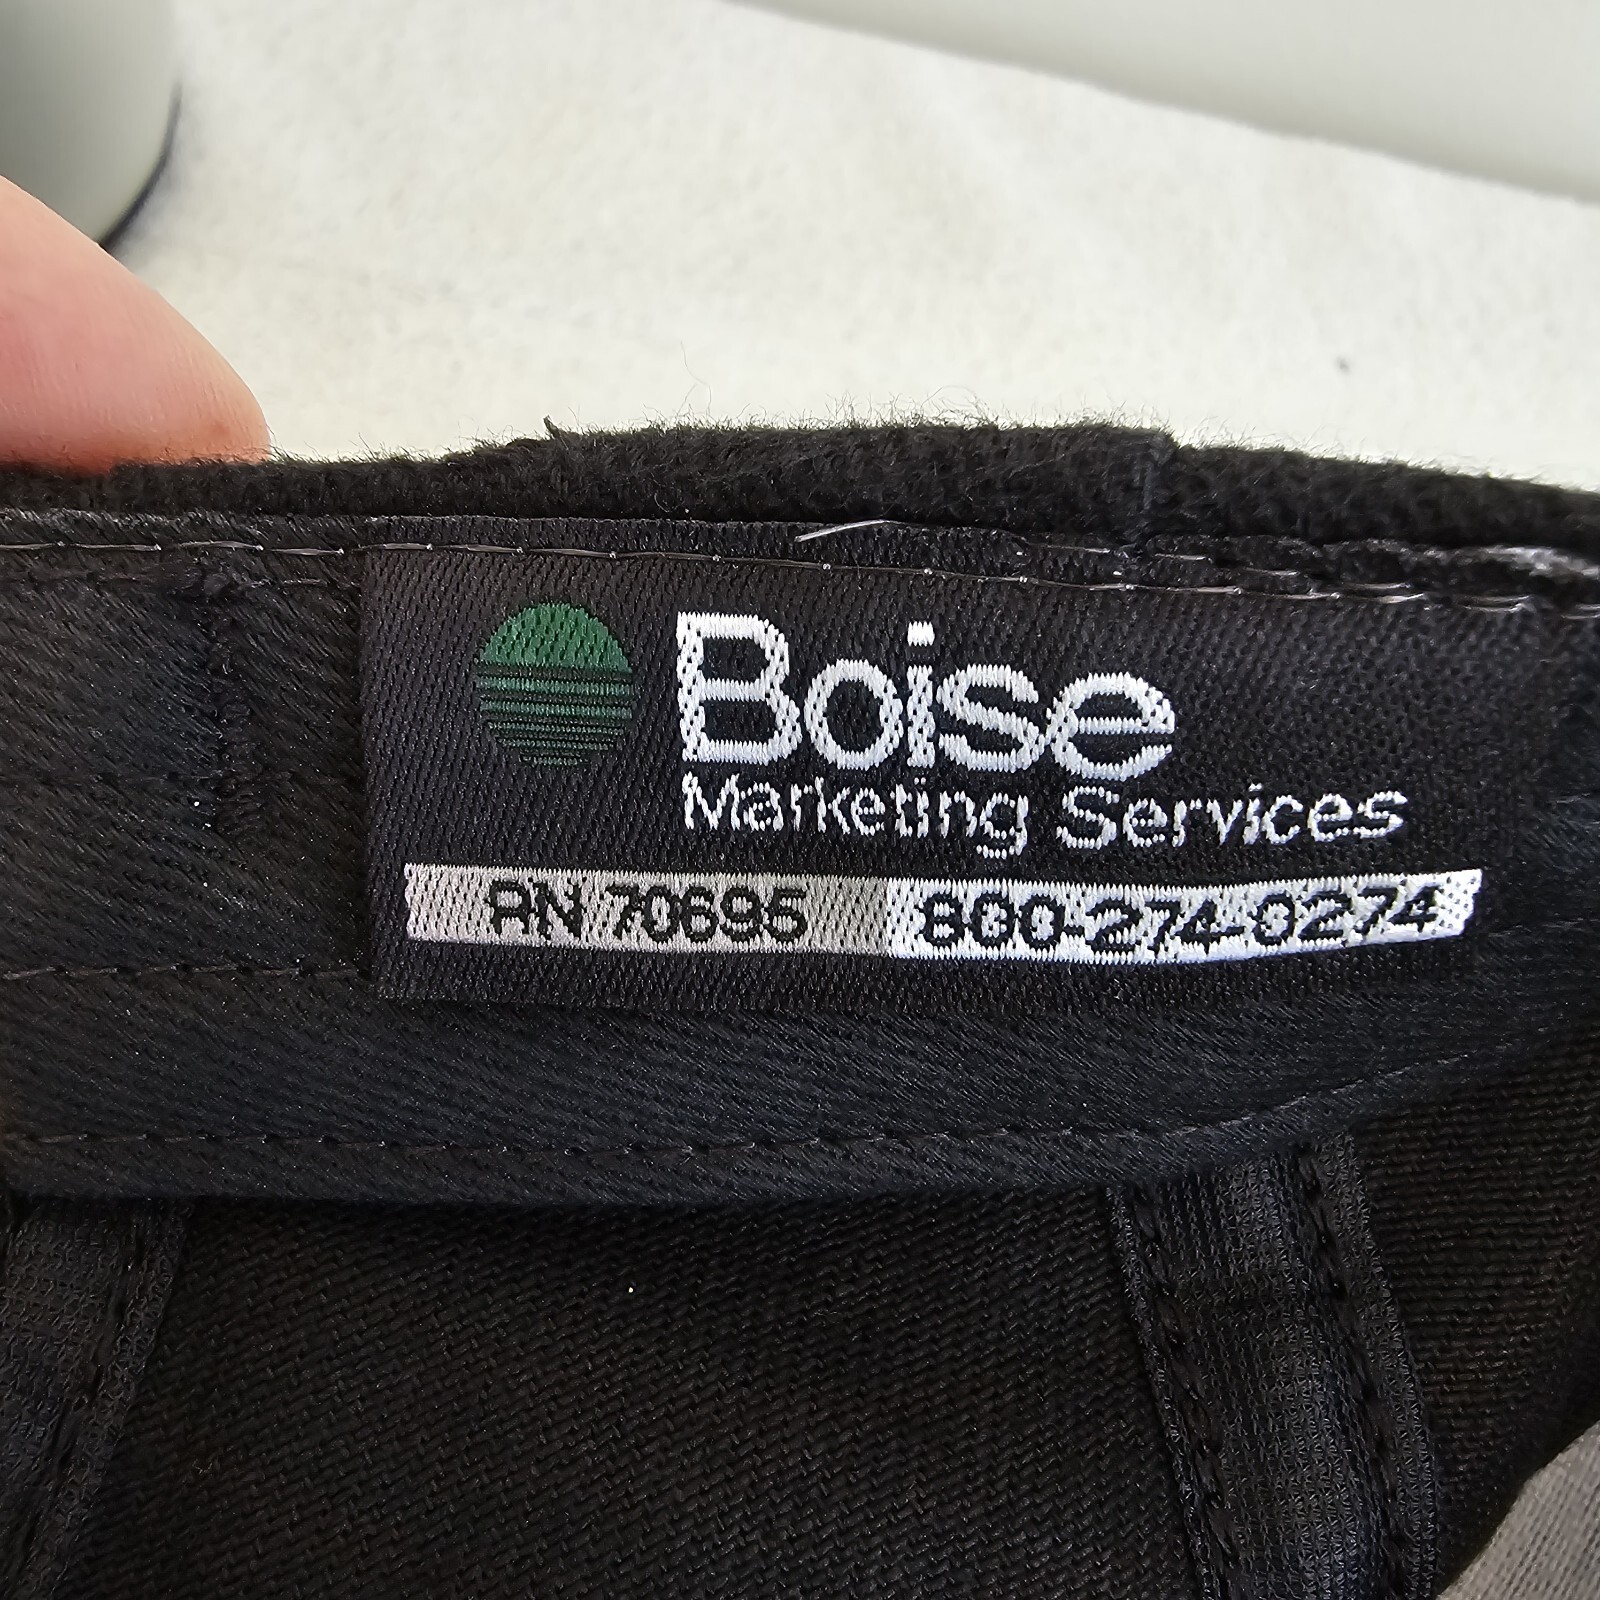 Boise
Marketing Services
RN 70695 800-274-0274